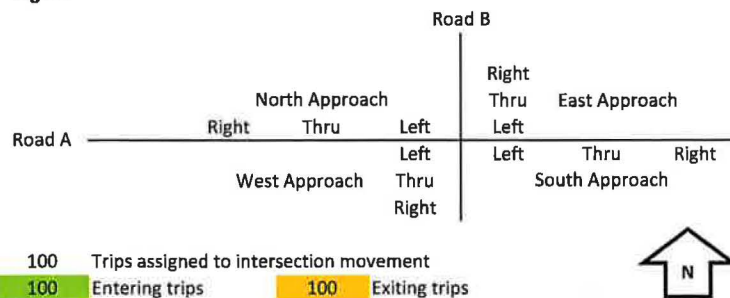 Road B
Right
North Approach Thru East Approach
Road A Right Thru Left Left
Left Left Thru Right
West Approach Thru South Approach
Right
100 Trips assigned to intersection movement
100 Entering trips 100 Exiting trips
N